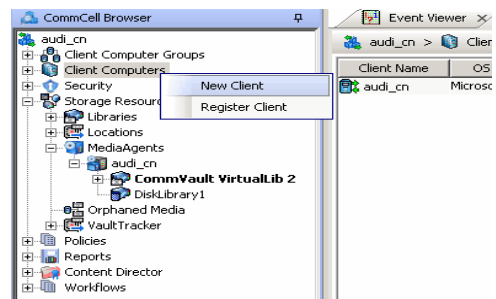 CommCell Browser
audi_cn
Client Computer Groups
Client Computers
Security
Storage Resourc
Libraries
Locations
MediaAgents
audi_cn
CommVault VirtualLib 2
DiskLibrary1
Orphaned Media
VaultTracker
Policies
Reports
Content Director
Workflows
New Client
Register Client
Event Viewer
audi_cn > Clien
Client Name OS
audi_cn Microso